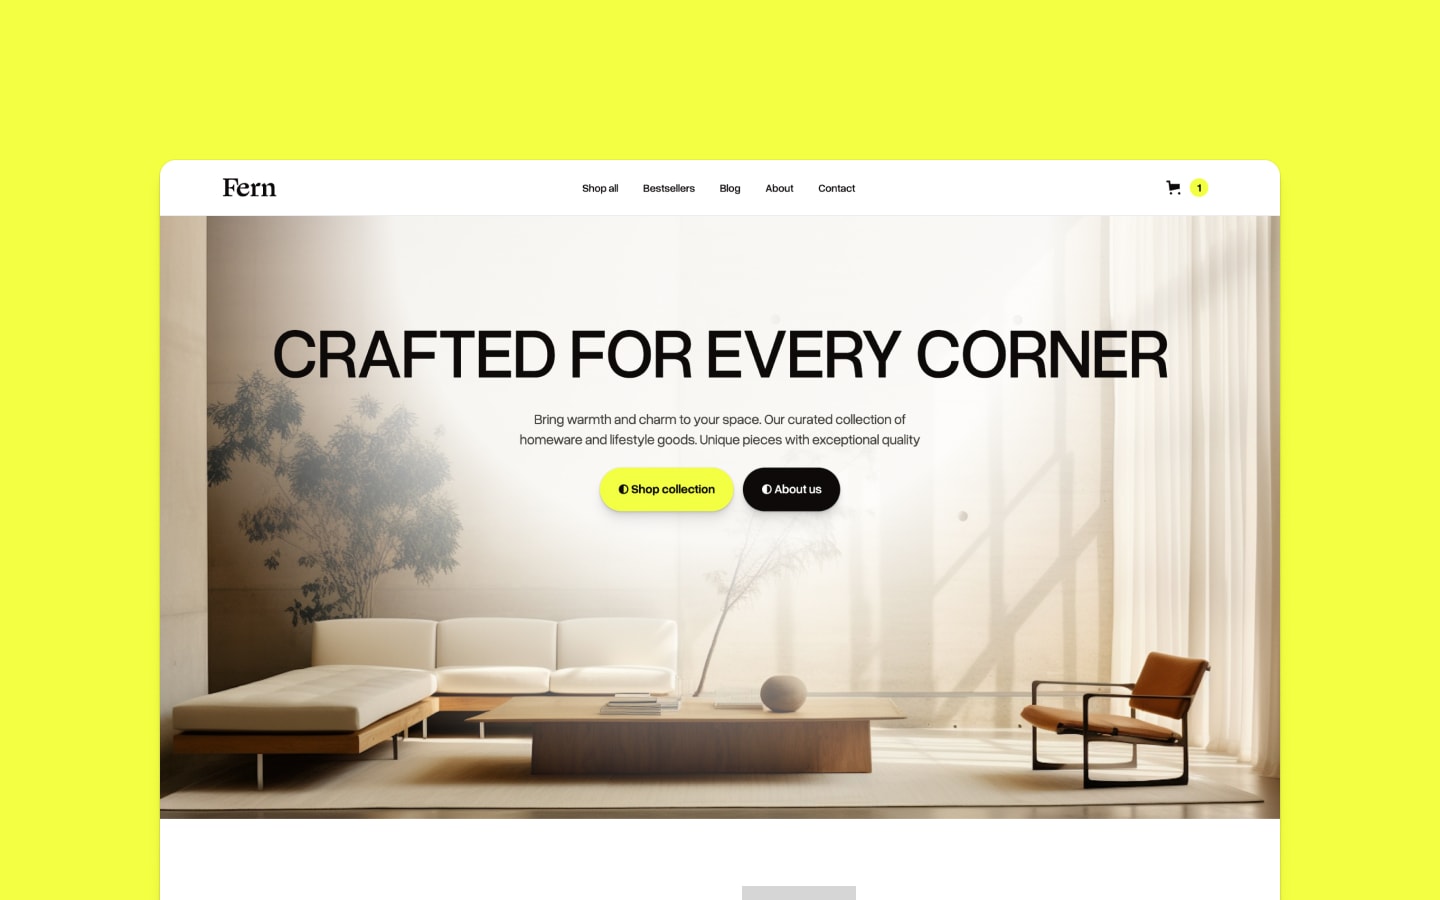 Fern
Shop all
Bestsellers
Blog
About
Contact
1
CRAFTED FOR EVERY CORNER
Bring warmth and charm to your space. Our curated collection of
homeware and lifestyle goods. Unique pieces with exceptional quality
Shop collection
About us